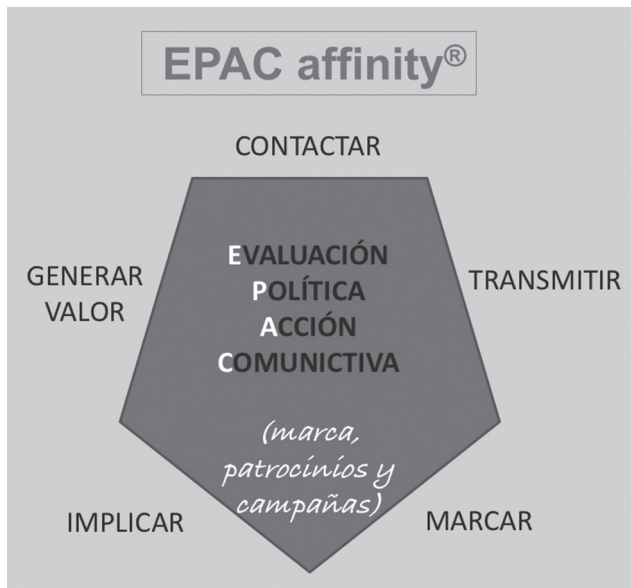 EPAC affinity®
CONTACTAR
GENERAR
VALOR
EVALUACIÓN
POLÍTICA
ACCIÓN
COMUNICTIVA
TRANSMITIR
(marca,
patrocinios y
campañas)
IMPLICAR
MARCAR